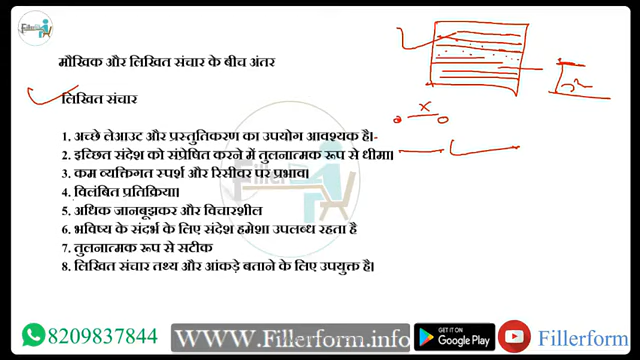 Fillerform
मौखिक और लिखित संचार के बीच अंतर
लिखित संचार
1. अच्छे लेआउट और प्रस्तुतिकरण का उपयोग आवश्यक है।
2. इच्छित संदेश को संप्रेषित करने में तुलनात्मक रूप से धीमा।
3. कम व्यक्तिगत स्पर्श और रिसीवर पर प्रभाव।
4. विलंबित प्रतिक्रिया।
5. अधिक जानबूझकर और विचारशील
6. भविष्य के संदर्भ के लिए संदेश हमेशा उपलब्ध रहता है
7. तुलनात्मक रूप से सटीक
8. लिखित संचार तथ्य और आंकड़े बताने के लिए उपयुक्त है।
x
8209837844 WWW.Fillerform.info GET IT ON Google Play Fillerform